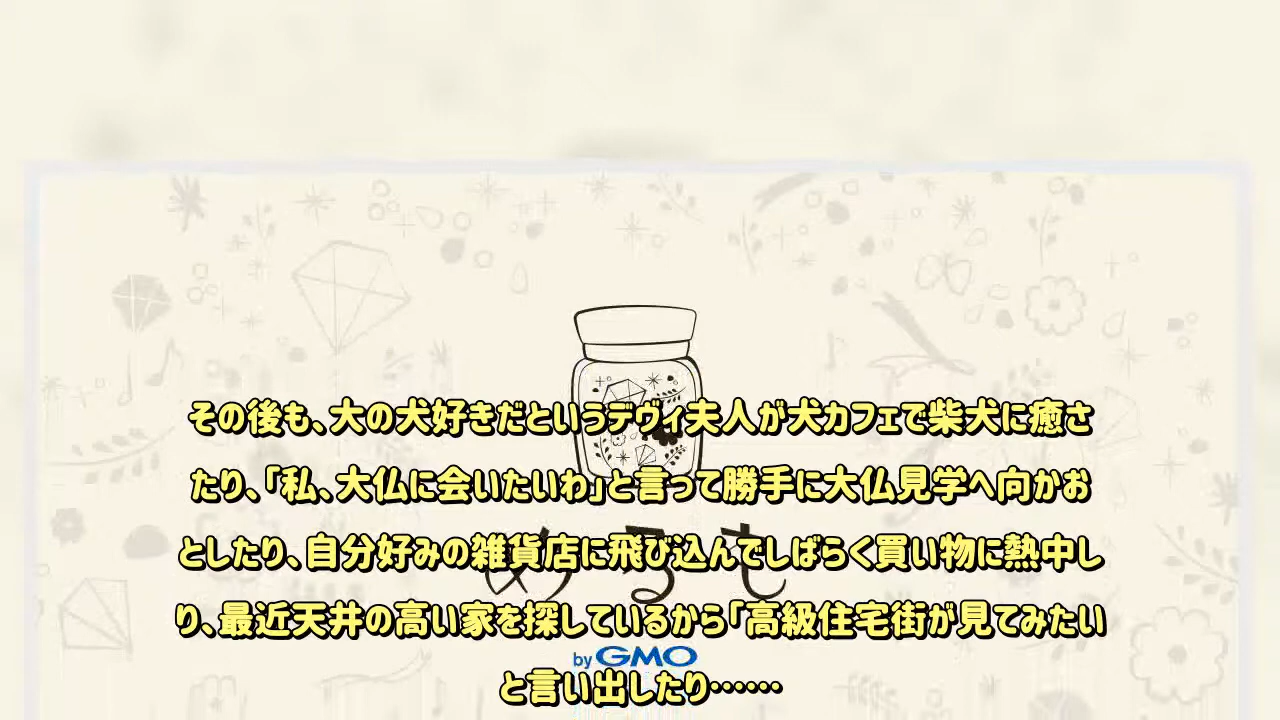 その後も、大の犬好きだというデヴィ夫人が犬カフェで柴犬に癒さ
たり、「私、大仏に会いたいわ」と言って勝手に大仏見学へ向かお
としたり、自分好みの雑貨店に飛び込んでしばらく買い物に熱中し
り、最近天井の高い家を探しているから「高級住宅街が見てみたい
と言い出したり……
めるも
by GMO